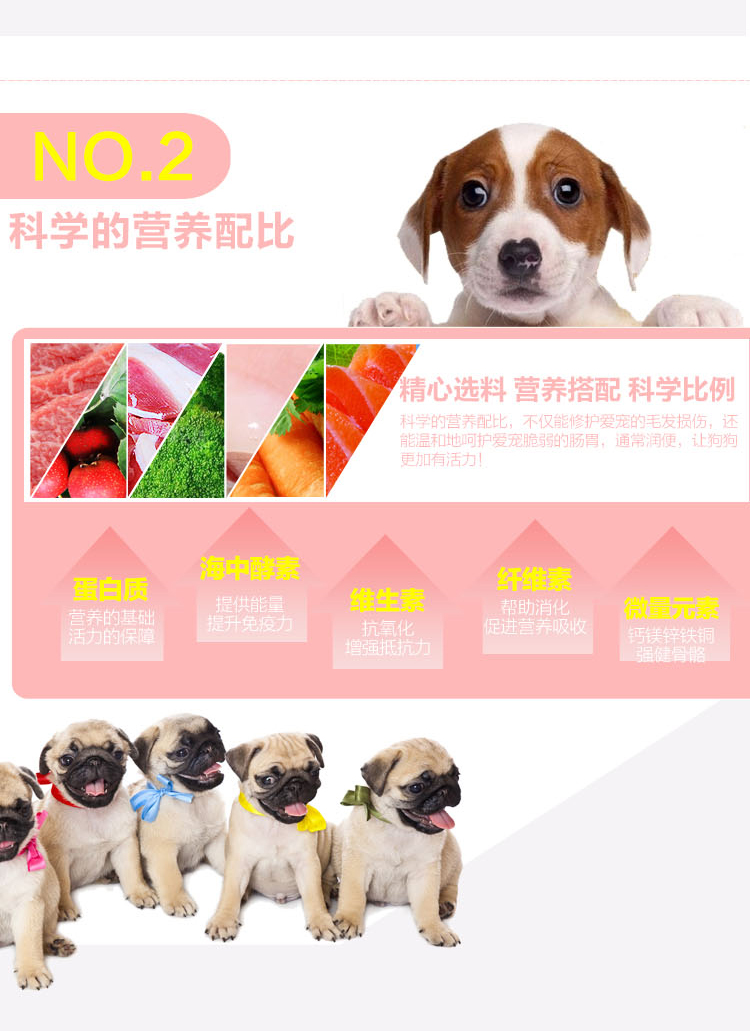 NO.2
科学的营养配比
精心选料 营养搭配 科学比例
科学的营养配比，不仅能修护爱宠的毛发损伤，还
能温和地呵护爱宠脆弱的肠胃，通常润便，让狗狗
更加有活力！
蛋白质
营养的基础
活力的保障
海中酵素
提供能量
提升免疫力
维生素
抗氧化
增强抵抗力
纤维素
帮助消化
促进营养吸收
微量元素
钙镁锌铁铜
强健骨骼